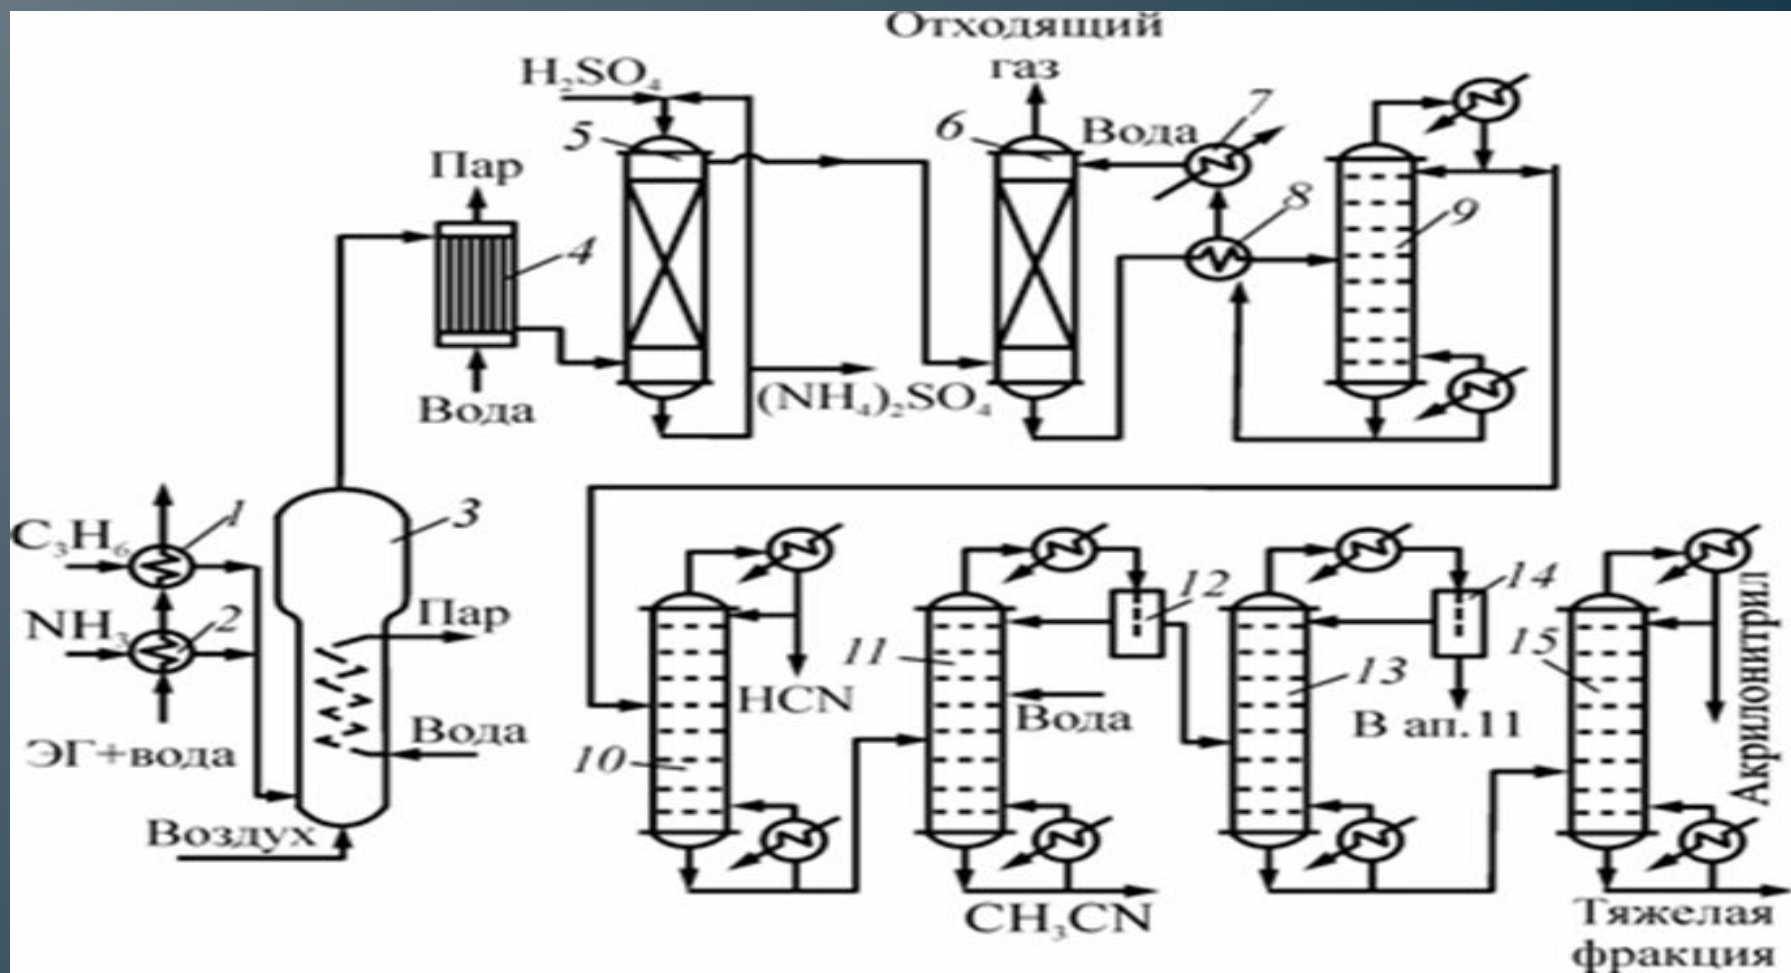 Отходящий
газ
H₂SO₄
5
6
Вода
7
Пар
8
9
4
Вода
(NH₄)₂SO₄
C₃H₆
1
3
NH₃
2
Пар
ЭГ+вода
Вода
Воздух
10
HCN
11
Вода
12
13
14
В ап.11
15
Акрилонитрил
CH₃CN
Тяжелая
фракция